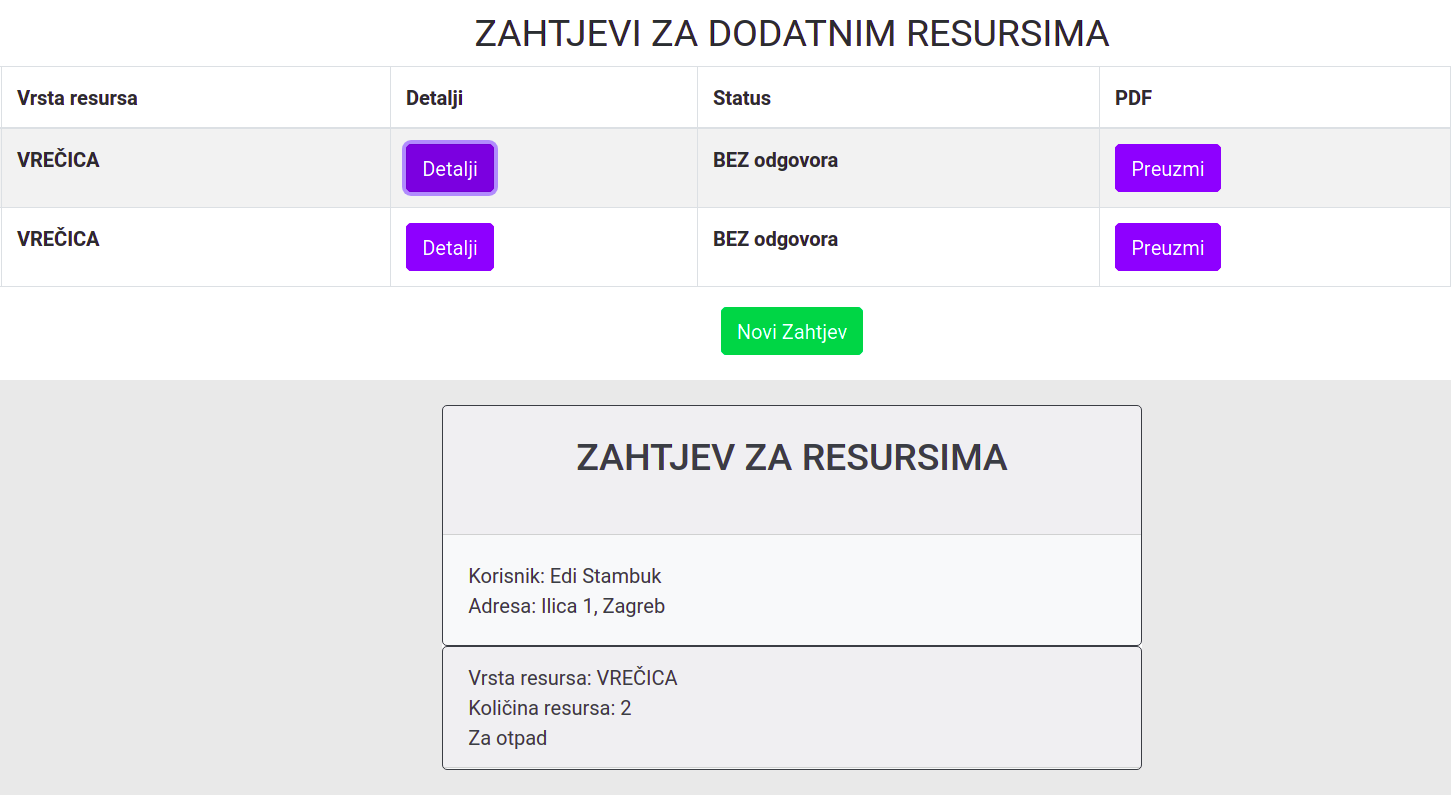 ZAHTJEVI ZA DODATNIM RESURSIMA
Vrsta resursa Detalji Status PDF
VREČICA Detalji BEZ odgovora Preuzmi
VREČICA Detalji BEZ odgovora Preuzmi
Novi Zahtjev
ZAHTJEV ZA RESURSIMA
Korisnik: Edi Stambuk
Adresa: Ilica 1, Zagreb
Vrsta resursa: VREČICA
Količina resursa: 2
Za otpad